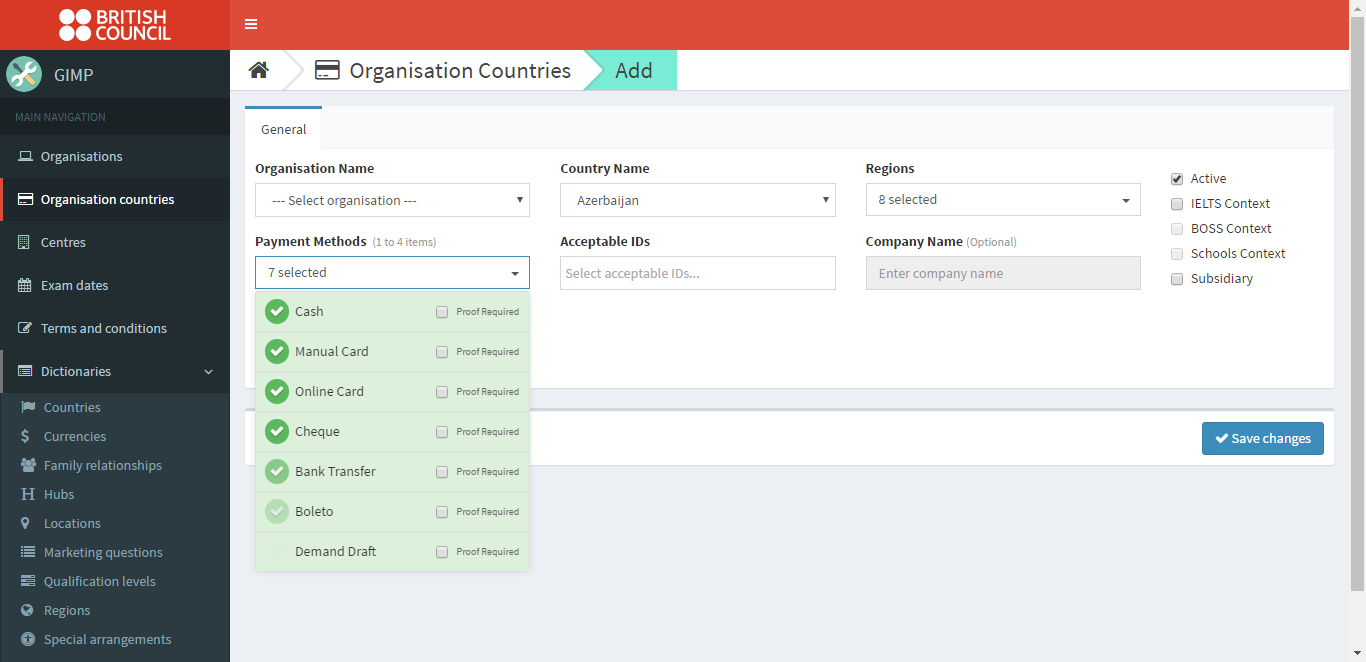 BRITISH
COUNCIL
GIMP
MAIN NAVIGATION
Organisations
Organisation countries
Centres
Exam dates
Terms and conditions
Dictionaries
Countries
Currencies
Family relationships
Hubs
Locations
Marketing questions
Qualification levels
Regions
Special arrangements
Organisation Countries
Add
General
Organisation Name
--- Select organisation ---
Country Name
Azerbaijan
Regions
8 selected
Active
IELTS Context
BOSS Context
Schools Context
Subsidiary
Payment Methods (1 to 4 items)
7 selected
Acceptable IDs
Select acceptable IDs...
Company Name (Optional)
Enter company name
Cash Proof Required
Manual Card Proof Required
Online Card Proof Required
Cheque Proof Required
Bank Transfer Proof Required
Boleto Proof Required
Demand Draft Proof Required
Save changes